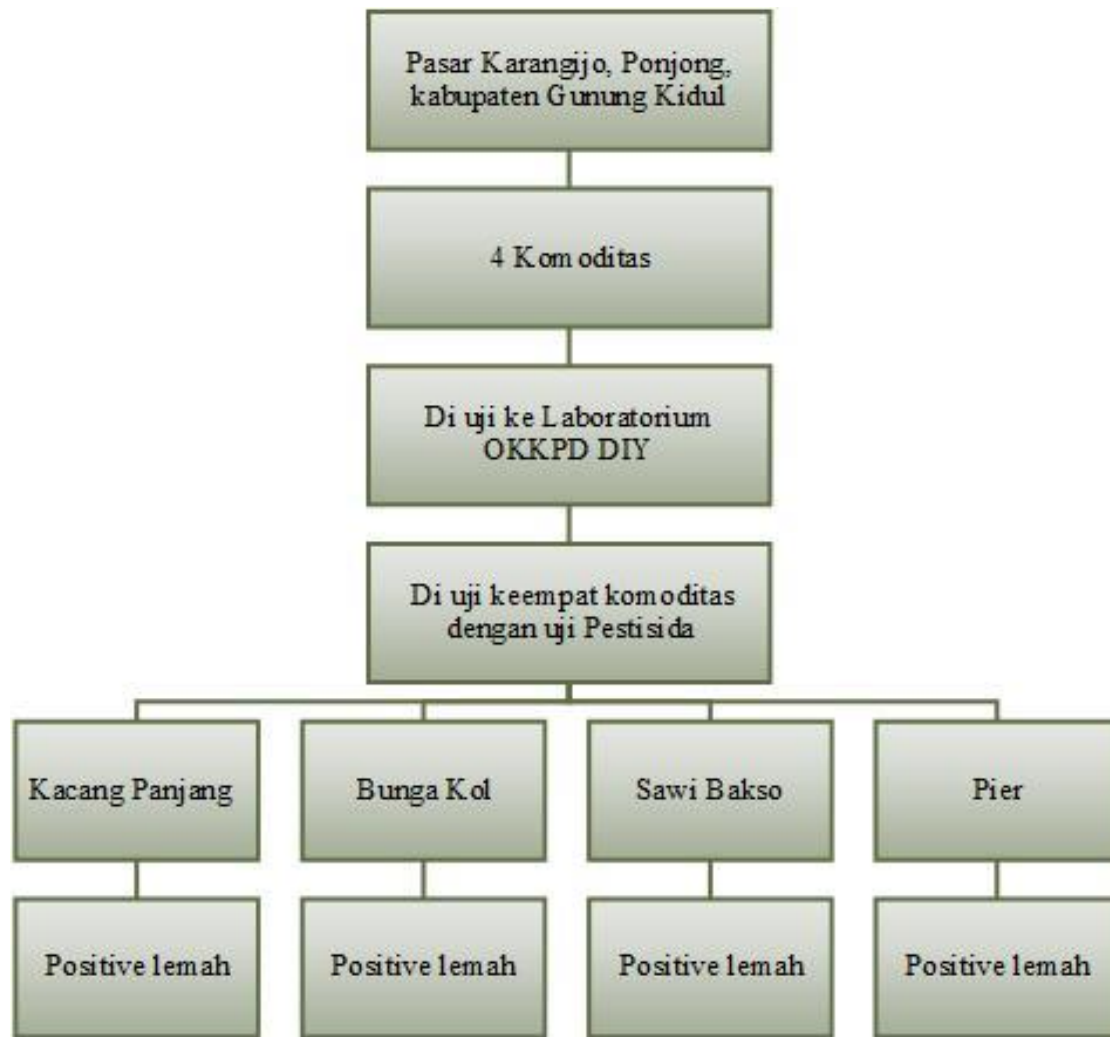 Pasar Karangijo, Ponjong,
kabupaten Gunung Kidul
4 Komoditas
Di uji ke Laboratorium
OKKPD DIY
Di uji keempat komoditas
dengan uji Pestisida
Kacang Panjang
Bunga Kol
Sawi Bakso
Pier
Positive lemah
Positive lemah
Positive lemah
Positive lemah